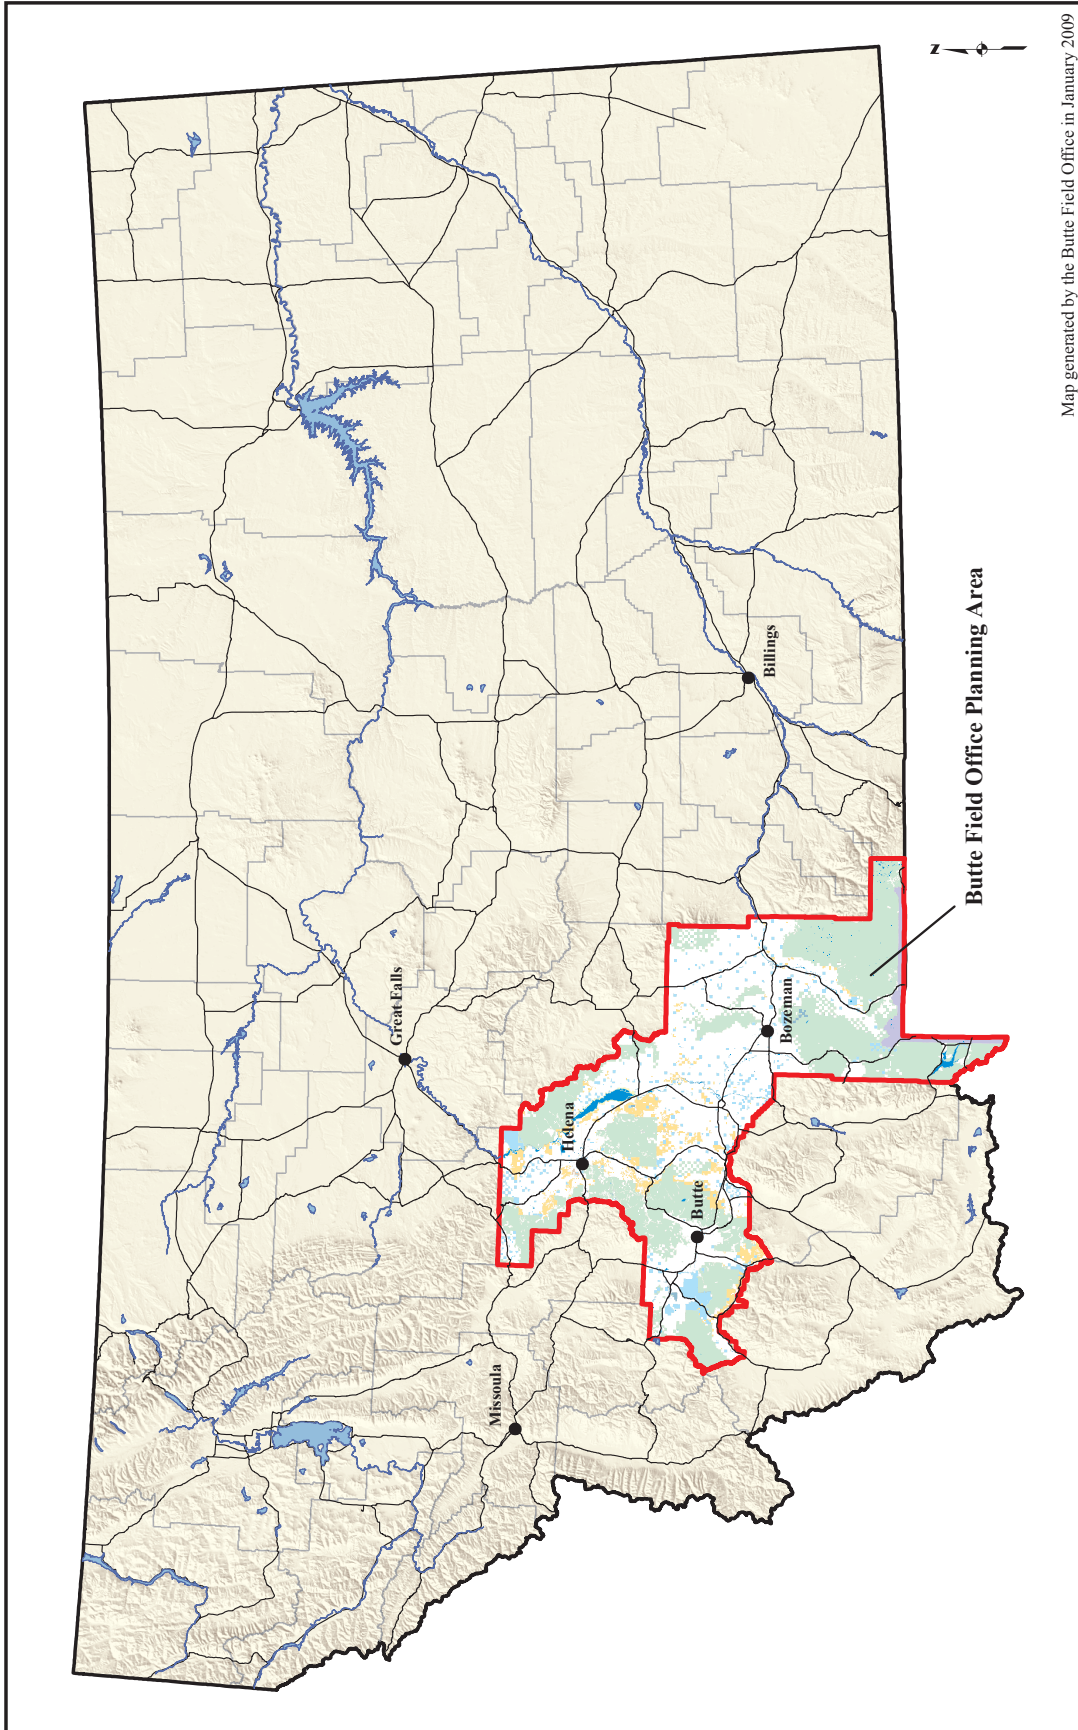 Great Falls
Missoula
Helena
Butte
Bozeman
Billings
Butte Field Office Planning Area
N
Map generated by the Butte Field Office in January 2009